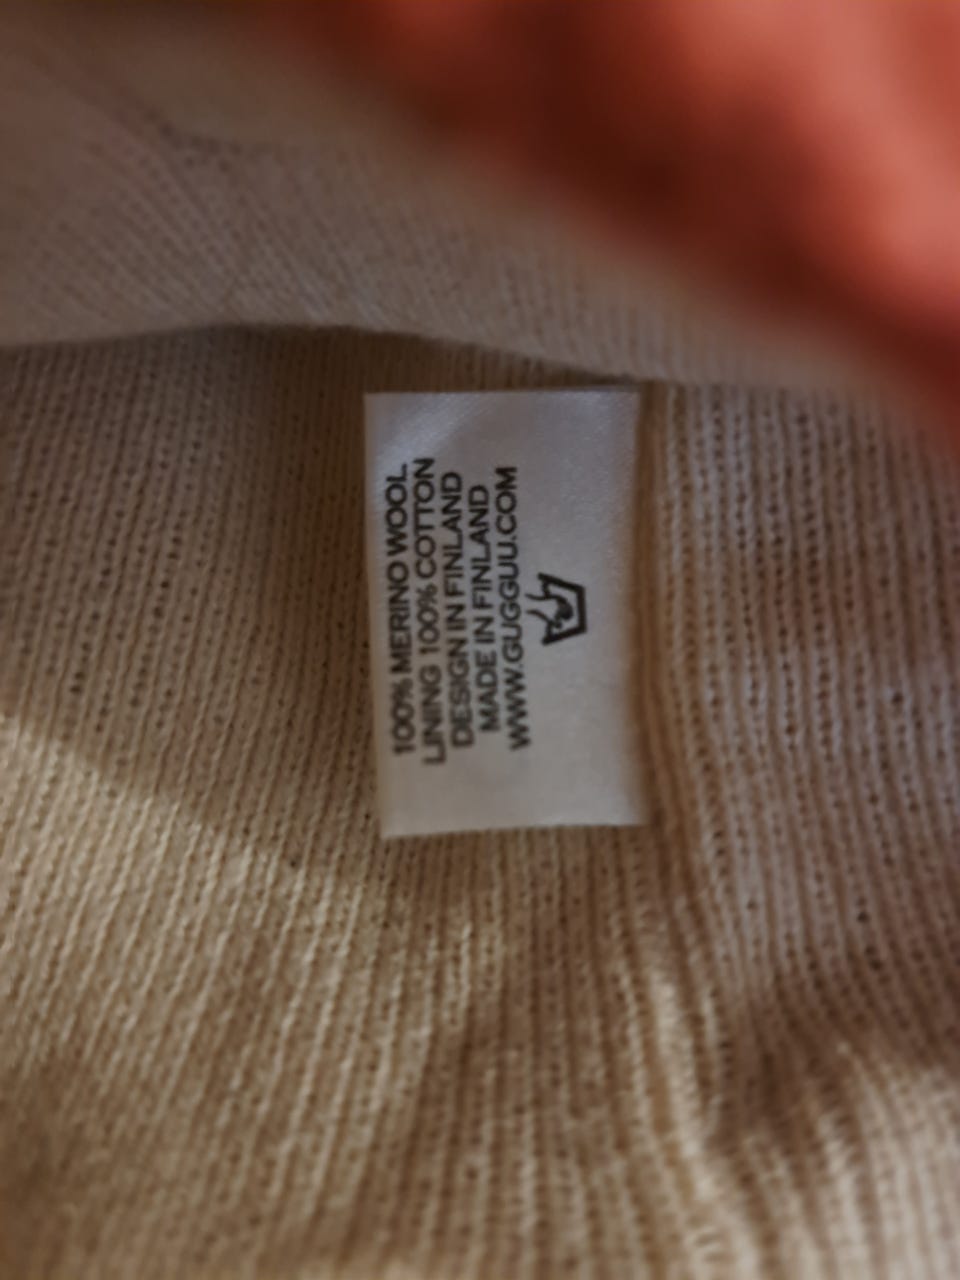 100% MERINO WOOL
LINING 100% COTTON
DESIGN IN FINLAND
MADE IN FINLAND
WWW.GUGGUU.COM